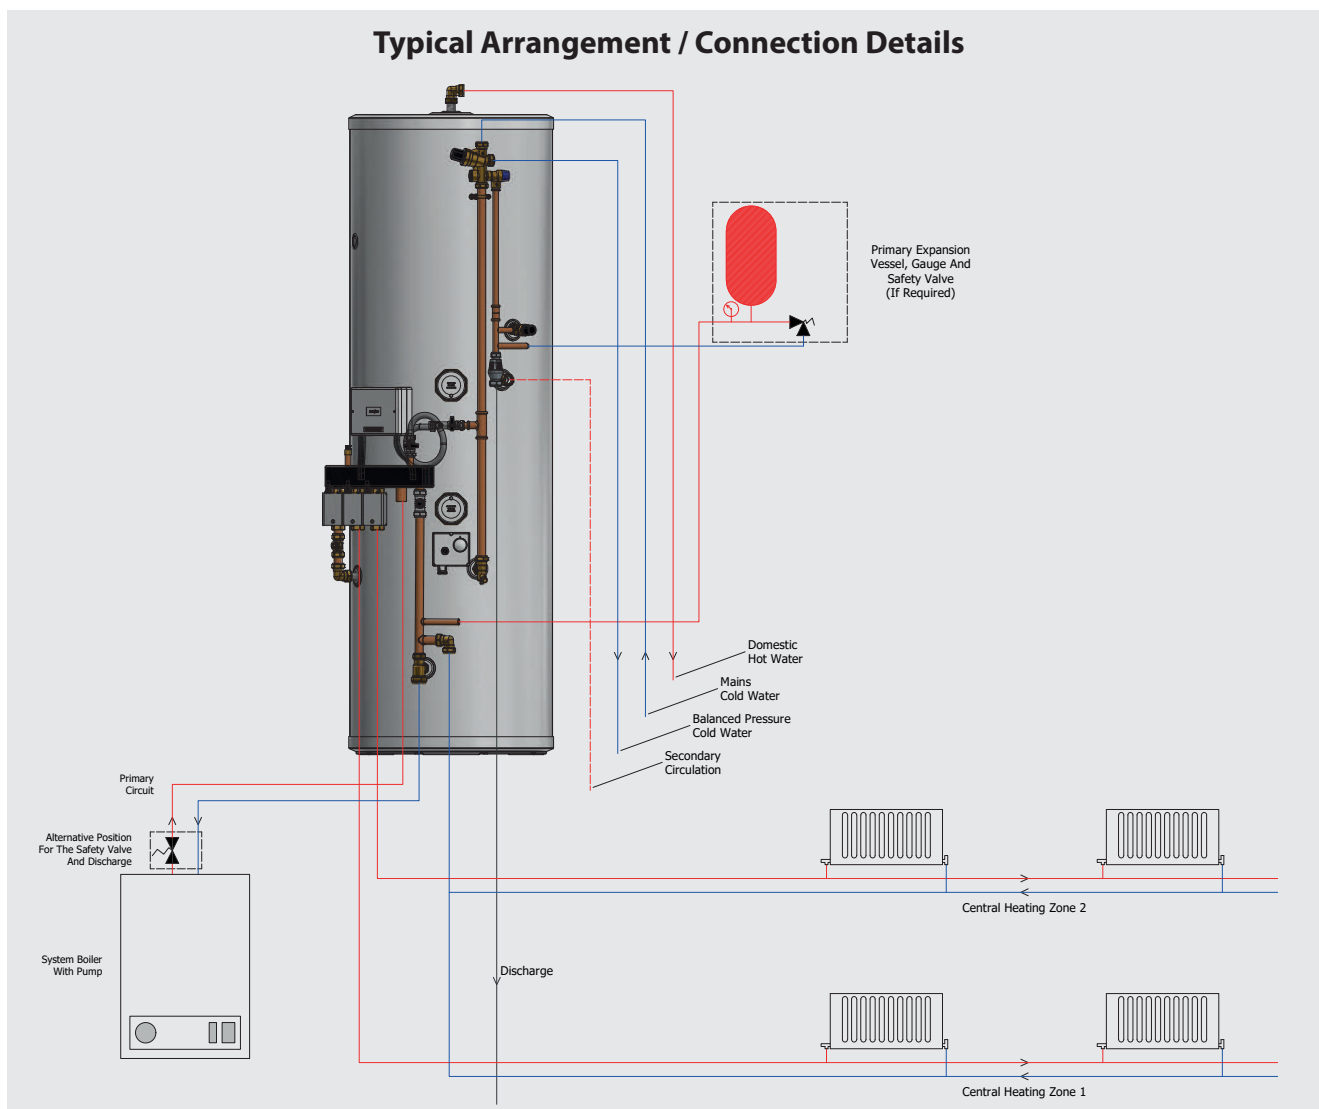 Typical Arrangement / Connection Details
Primary Expansion
Vessel, Gauge And
Safety Valve
(If Required)
Domestic
Hot Water
Mains
Cold Water
Balanced Pressure
Cold Water
Secondary
Circulation
Primary
Circuit
Alternative Position
For The Safety Valve
And Discharge
System Boiler
With Pump
Central Heating Zone 2
Discharge
Central Heating Zone 1